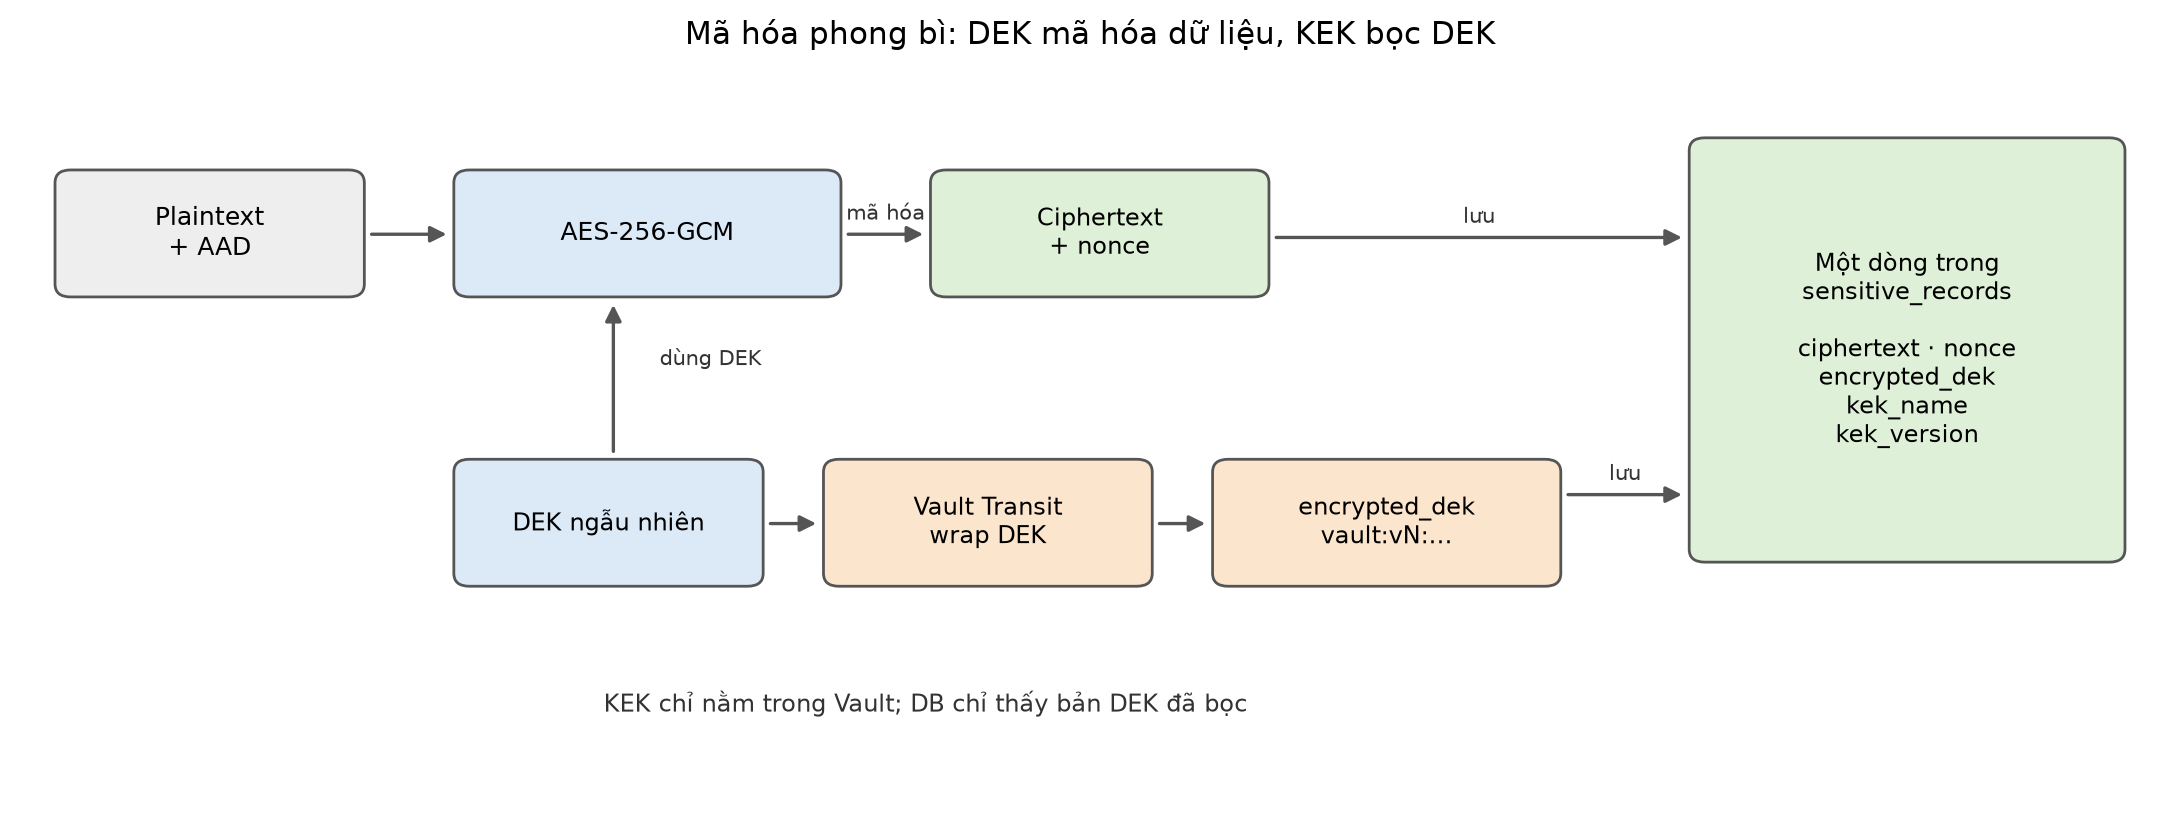 Mã hóa phong bì: DEK mã hóa dữ liệu, KEK bọc DEK
Plaintext
+ AAD
AES-256-GCM
mã hóa
Ciphertext
+ nonce
lưu
Một dòng trong
sensitive_records
ciphertext · nonce
encrypted_dek
kek_name
kek_version
dùng DEK
DEK ngẫu nhiên
Vault Transit
wrap DEK
encrypted_dek
vault:vN:...
lưu
KEK chỉ nằm trong Vault; DB chỉ thấy bản DEK đã bọc